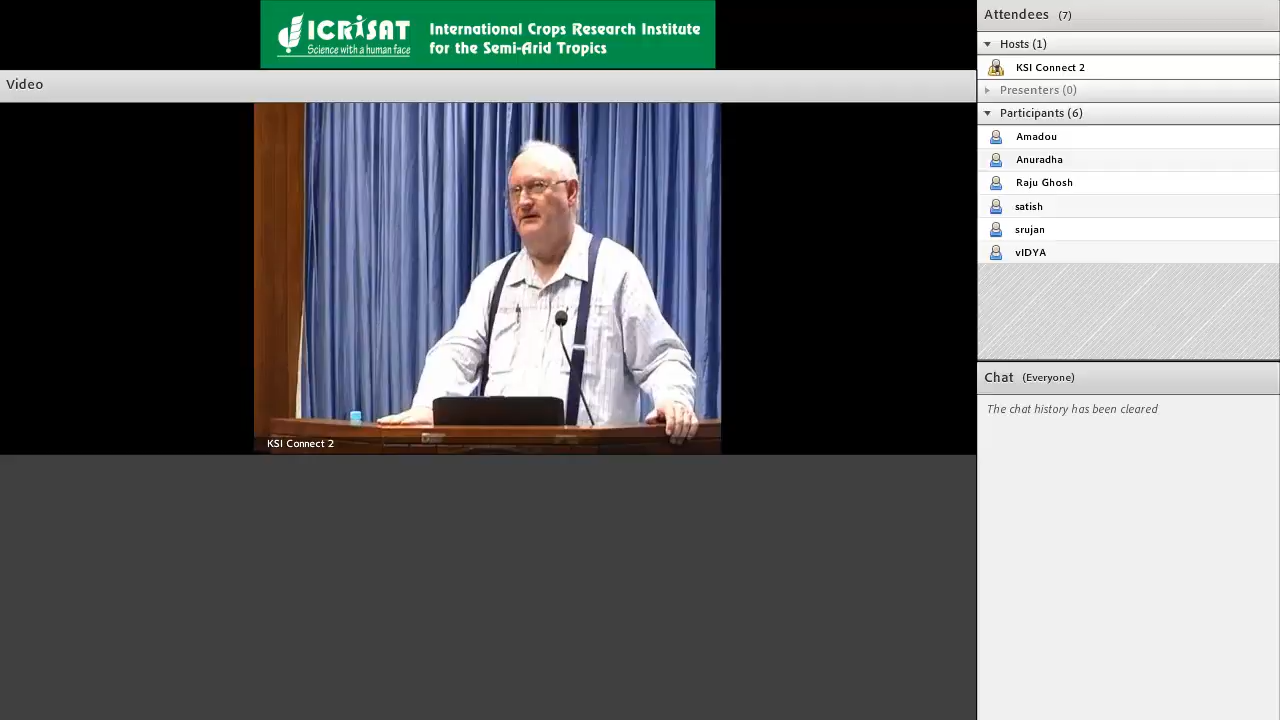 ICRISAT
Science with a human face
International Crops Research Institute
for the Semi-Arid Tropics
Video
KSI Connect 2
Attendees (7)
Hosts (1)
KSI Connect 2
Presenters (0)
Participants (6)
Amadou
Anuradha
Raju Ghosh
satish
srujan
vIDYA
Chat (Everyone)
The chat history has been cleared